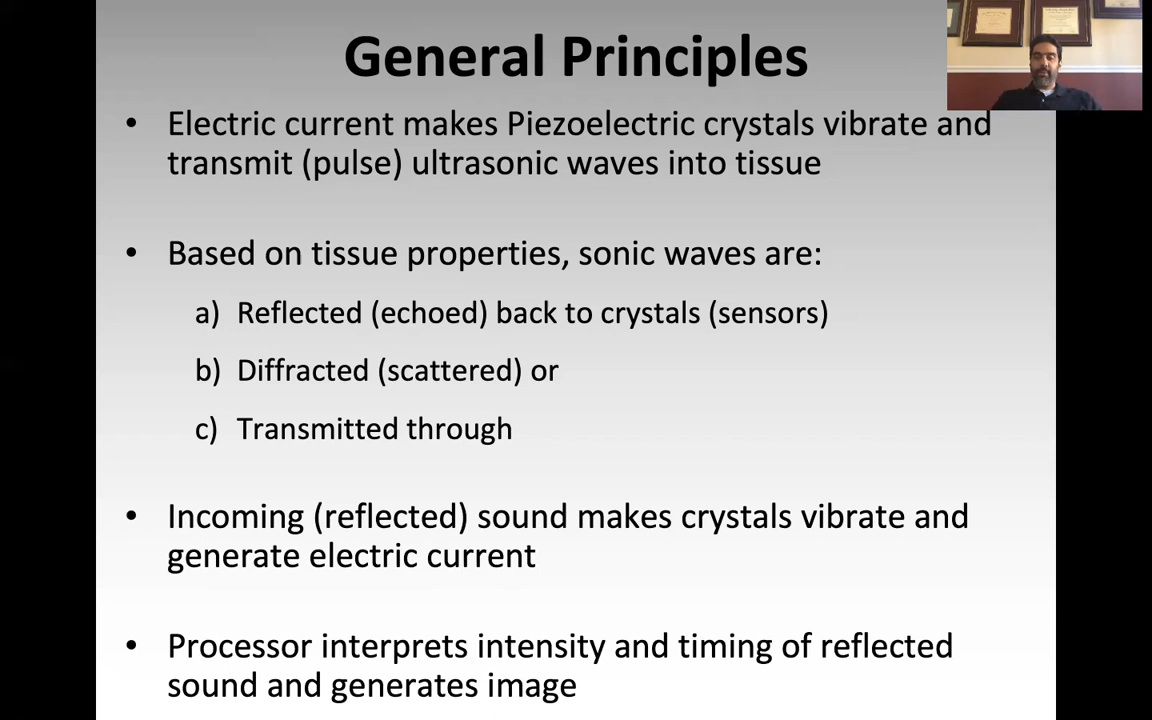 General Principles
• Electric current makes Piezoelectric crystals vibrate and
transmit (pulse) ultrasonic waves into tissue
• Based on tissue properties, sonic waves are:
a) Reflected (echoed) back to crystals (sensors)
b) Diffracted (scattered) or
c) Transmitted through
• Incoming (reflected) sound makes crystals vibrate and
generate electric current
• Processor interprets intensity and timing of reflected
sound and generates image